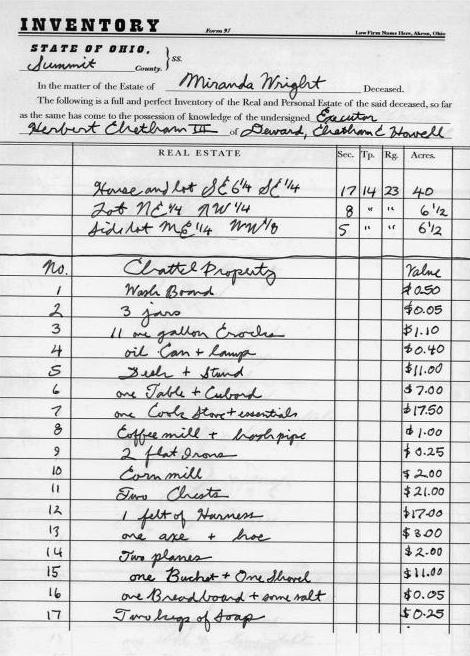 INVENTORY Form 97 Law Firm Name Here, Akron, Ohio
STATE OF OHIO,
Summit County. } ss.
In the matter of the Estate of Miranda Wright Deceased.
The following is a full and perfect Inventory of the Real and Personal Estate of the said deceased, so far
as the same has come to the possession of knowledge of the undersigned Executor
Herbert Chetham III of Deward, Chetham & Howell
REAL ESTATE Sec. Tp. Rg. Acres.
House and lot SE 6 1/4 SE 1/4 17 14 23 40
Lot NE 1/4 NW 1/4 8 " " 6 1/2
Side lot 1/4 1/8 5 " " 6 1/2
No. Chattel Property Value
1 Wash Board $0.50
2 3 jars $0.05
3 11 one gallon Crocks $1.10
4 oil Can + lamp $0.40
5 Desk + Stand $11.00
6 one Table + Cubord $7.00
7 one Cook Stove + essentials $17.50
8 Coffee mill + pipe $1.00
9 2 flat Irons $0.25
10 Corn mill $2.00
11 Two Chests $21.00
12 1 felt of Harness $17.00
13 one axe + hoe $3.00
14 Two planes $2.00
15 one Bucket + One Shovel $11.00
16 one Breadboard + some salt $0.05
17 Two kegs of Soap $0.25